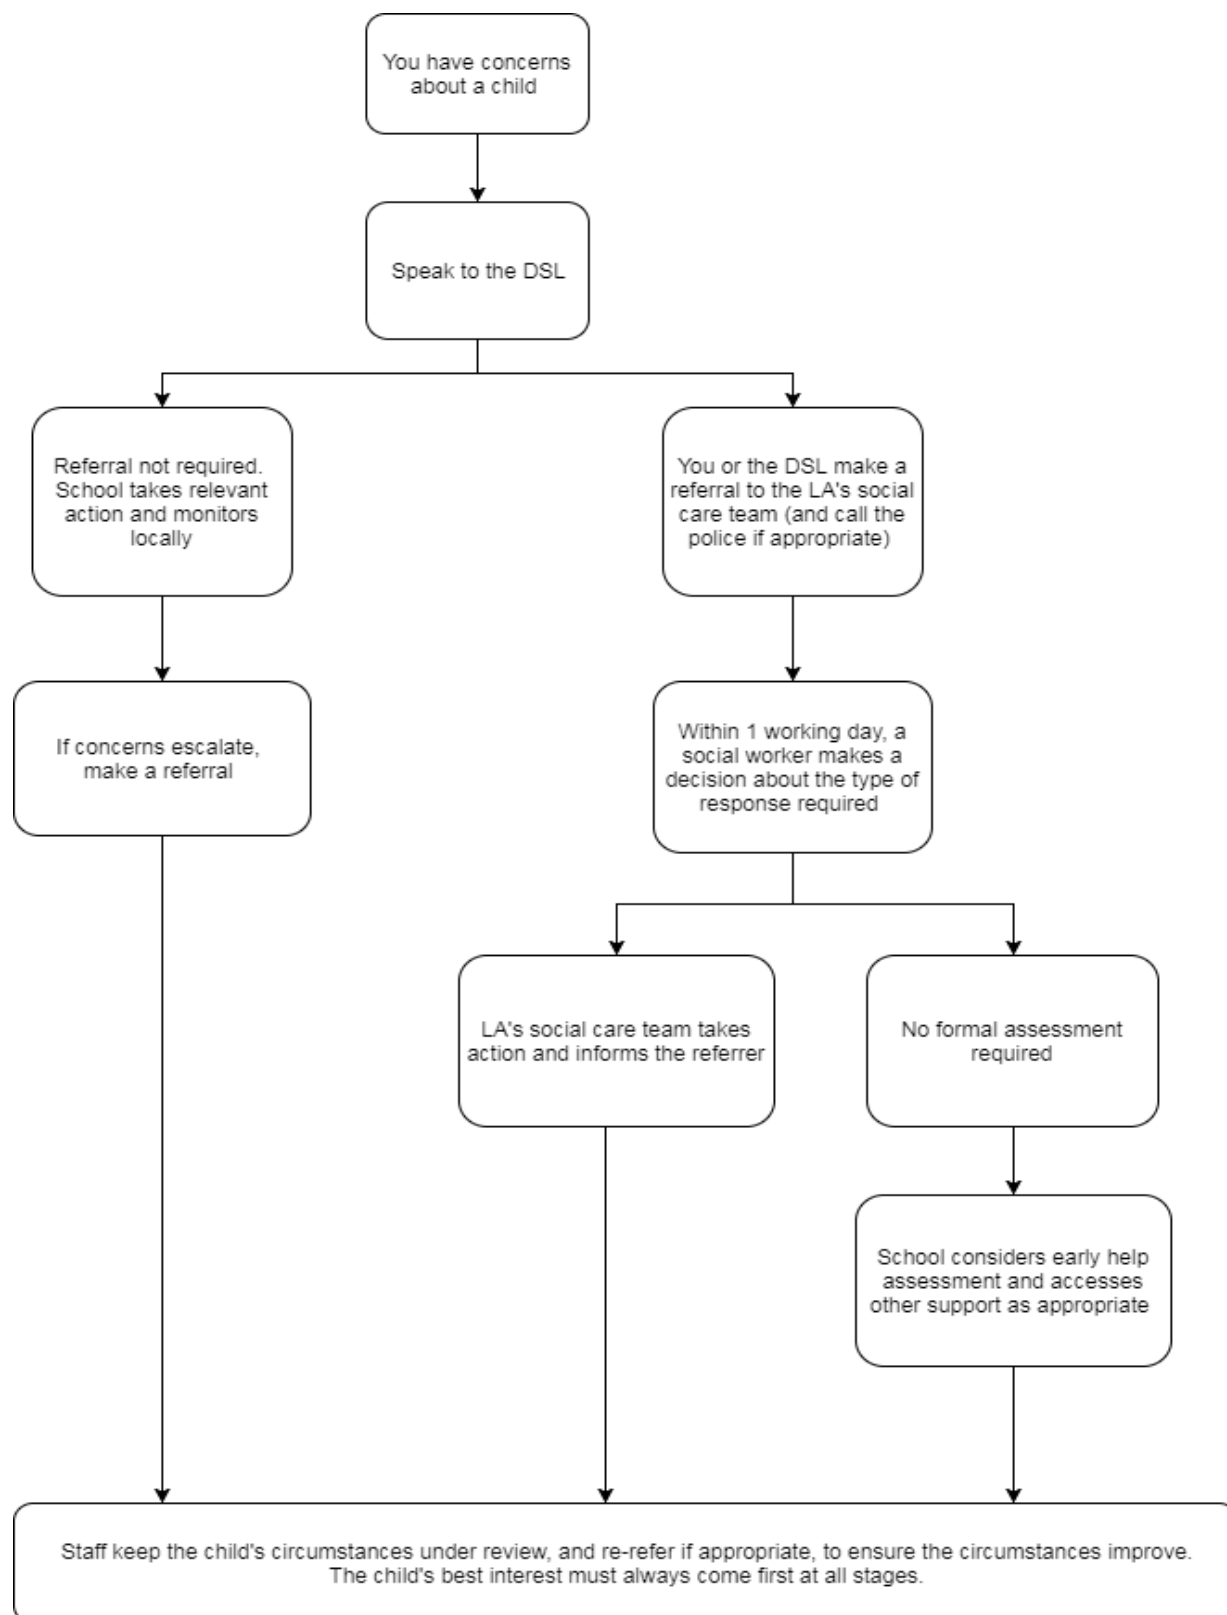 You have concerns
about a child
Speak to the DSL
Referral not required.
School takes relevant
action and monitors
locally
You or the DSL make a
referral to the LA's social
care team (and call the
police if appropriate)
If concerns escalate,
make a referral
Within 1 working day, a
social worker makes a
decision about the type of
response required
LA's social care team takes
action and informs the referrer
No formal assessment
required
School considers early help
assessment and accesses
other support as appropriate
Staff keep the child's circumstances under review, and re-refer if appropriate, to ensure the circumstances improve.
The child's best interest must always come first at all stages.